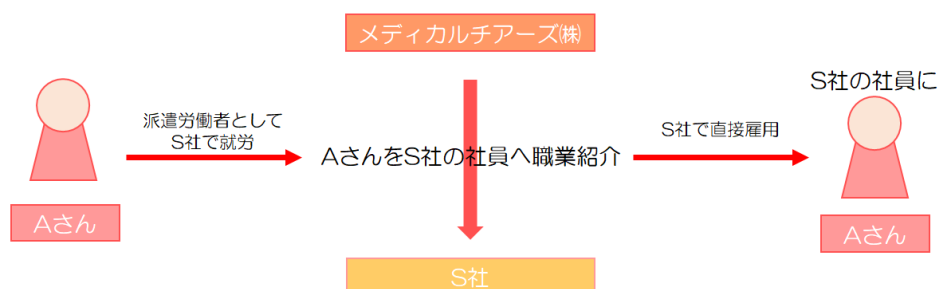 メディカルチアーズ㈱
S社の社員に
派遣労働者として
S社で就労
S社で直接雇用
AさんをS社の社員へ職業紹介
Aさん
Aさん
S社